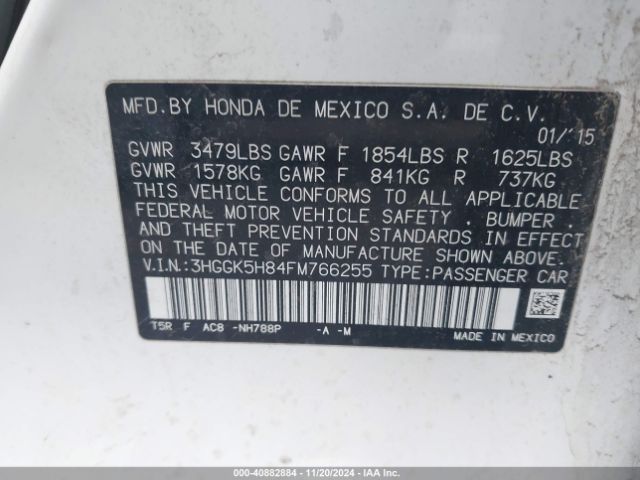 MFD.BY HONDA DE MEXICO S.A. DE C.V.
01/'15
GVWR 3479LBS GAWR F 1854LBS R 1625LBS
GVWR 1578KG GAWR F 841KG R 737KG
THIS VEHICLE CONFORMS TO ALL APPLICABLE
FEDERAL MOTOR VEHICLE SAFETY , BUMPER ,
AND THEFT PREVENTION STANDARDS IN EFFECT
ON THE DATE OF MANUFACTURE SHOWN ABOVE.
V.I.N.:3HGGK5H84FM766255 TYPE:PASSENGER CAR
T5R F AC8 -NH788P -A -M
MADE IN MEXICO
000-40882884 - 11/20/2024 - IAA Inc.